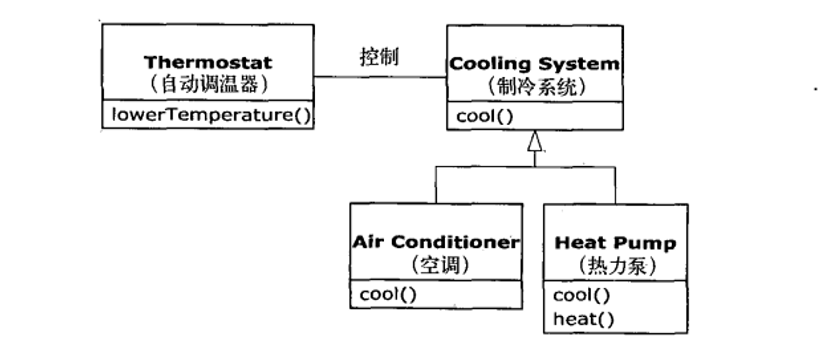 Thermostat
（自动调温器）
lowerTemperature()
控制
Cooling System
（制冷系统）
cool()
Air Conditioner
（空调）
cool()
Heat Pump
（热力泵）
cool()
heat()